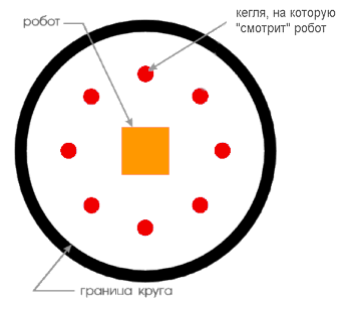 робот
кегля, на которую
"смотрит" робот
граница круга